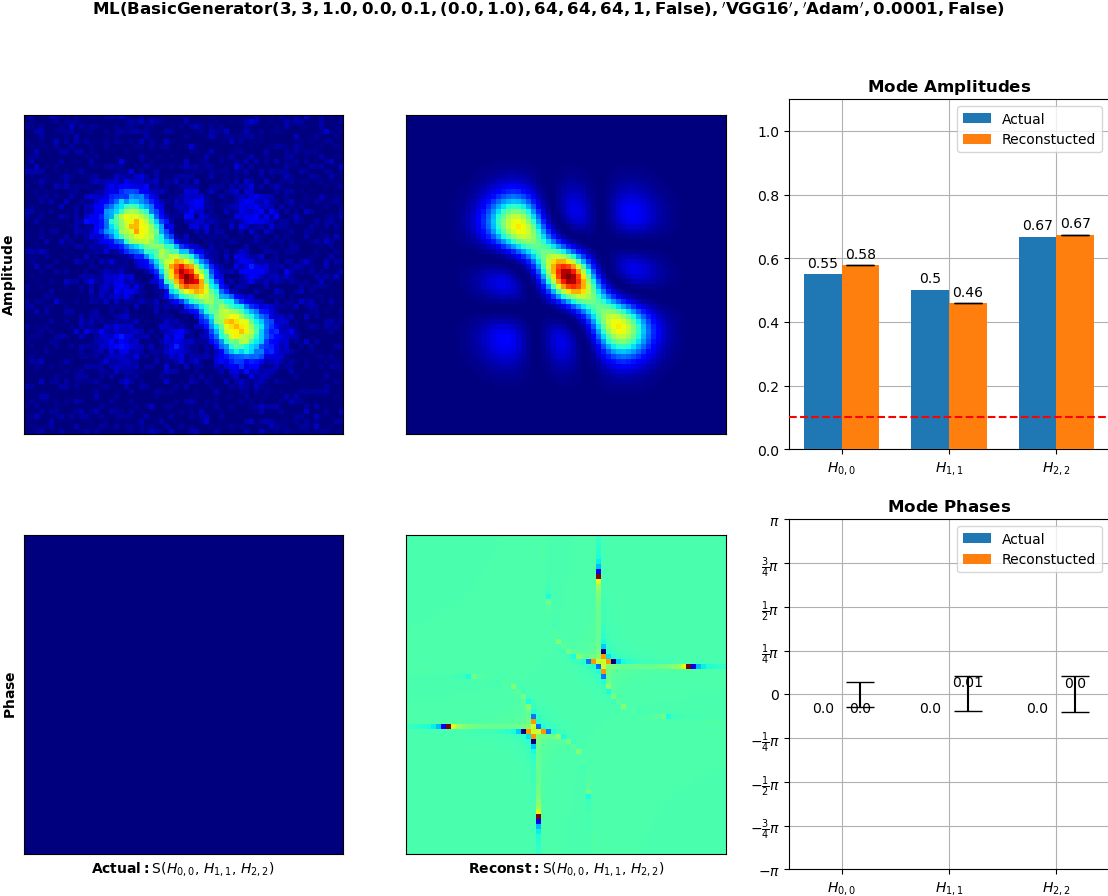 ML(BasicGenerator(3, 3, 1.0, 0.0, 0.1, (0.0, 1.0), 64, 64, 64, 1, False), ′VGG16′, ′Adam′, 0.0001, False)
Amplitude
Mode Amplitudes
Actual
Reconstucted
1.0
0.8
0.6
0.4
0.2
0.0
0.55
0.58
0.5
0.46
0.67
0.67
H0,0
H1,1
H2,2
Phase
Actual: S(H0,0, H1,1, H2,2)
Reconst: S(H0,0, H1,1, H2,2)
Mode Phases
Actual
Reconstucted
π
3/4π
1/2π
1/4π
0
−1/4π
−1/2π
−3/4π
−π
0.0
0.0
0.0
0.01
0.0
0.0
H0,0
H1,1
H2,2